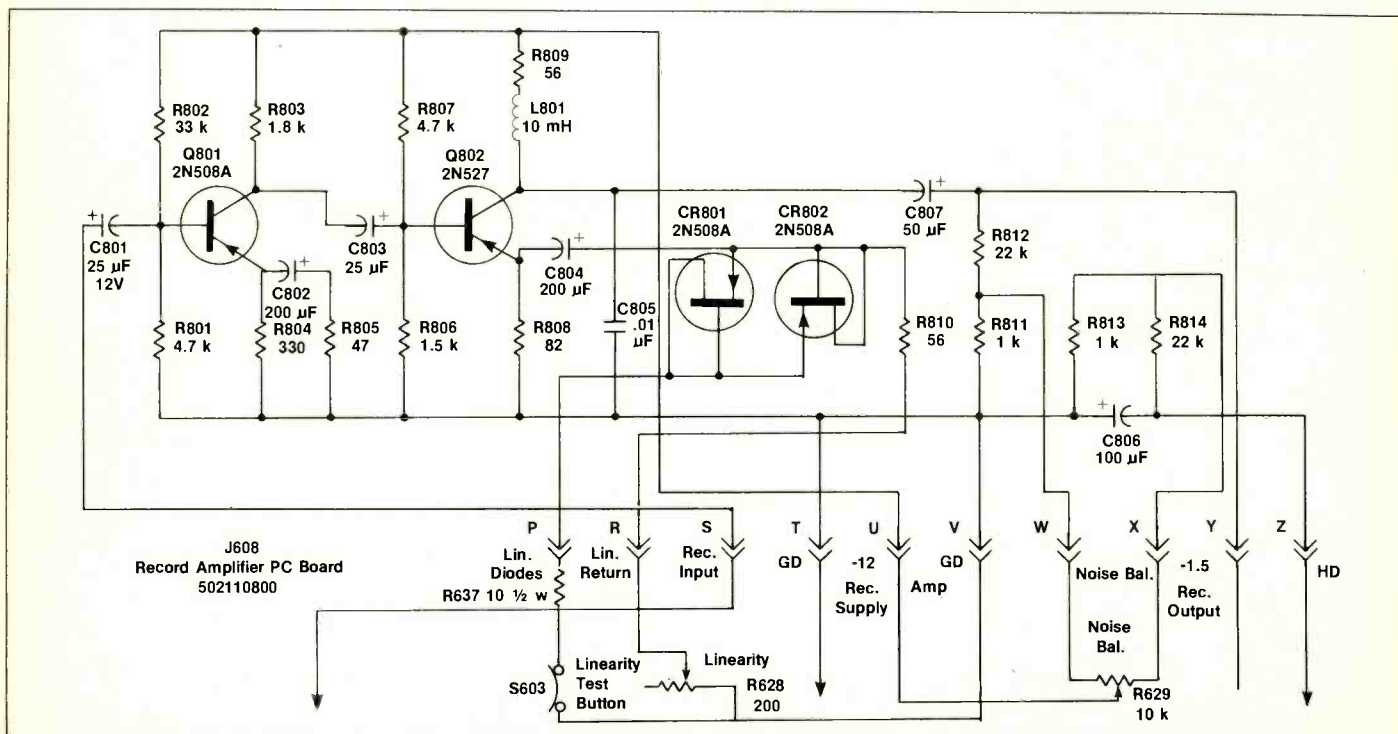 R802
33 k
R803
1.8 k
Q801
2N508A
R807
4.7 k
Q802
2N527
R809
56
L801
10 mH
+
C801
25 µF
12V
+
C802
200 µF
+
C803
25 µF
+
C804
200 µF
R801
4.7 k
R804
330
R805
47
R806
1.5 k
R808
82
C805
.01
µF
CR801
2N508A
CR802
2N508A
+
C807
50 µF
R812
22 k
R810
56
R811
1 k
R813
1 k
R814
22 k
+
C806
100 µF
J608
Record Amplifier PC Board
502110800
P
Lin.
Diodes
R637 10 ½ w
R
Lin.
Return
S
Rec.
Input
T
GD
U
-12
Rec.
Supply
Amp
V
GD
W
Noise Bal.
X
Y
-1.5
Rec.
Output
Z
HD
S603
Linearity
Test
Button
Linearity
R628
200
Noise
Bal.
R629
10 k